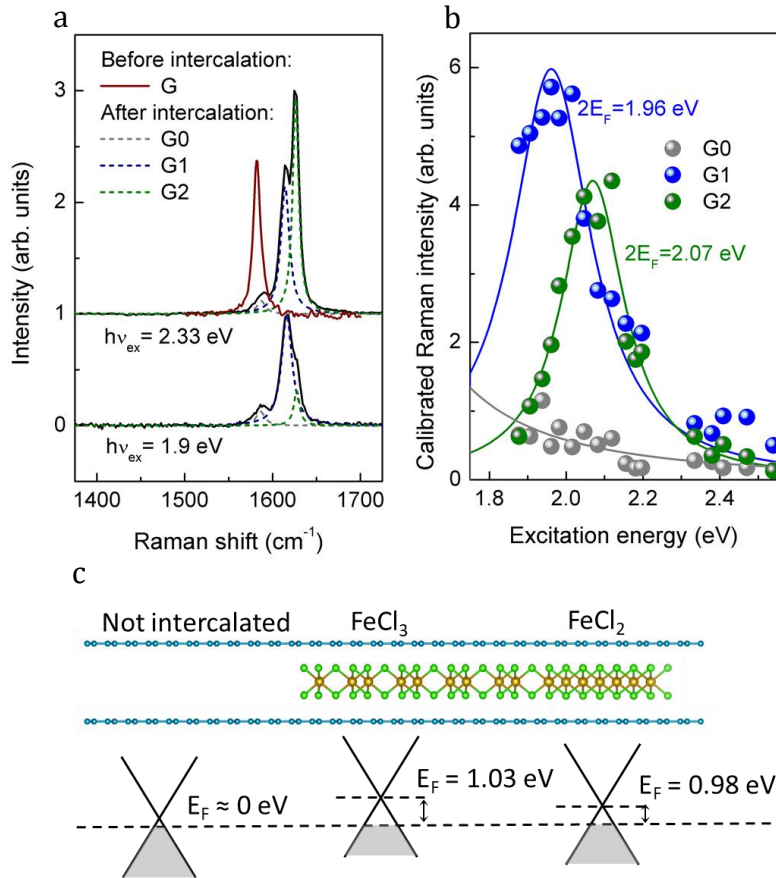 a
Before intercalation:
G
After intercalation:
G0
G1
G2
3
2
1
0
Intensity (arb. units)
hν_ex = 2.33 eV
hν_ex = 1.9 eV
1400 1500 1600 1700
Raman shift (cm⁻¹)
b
6
4
2
0
Calibrated Raman intensity (arb. units)
2E_F=1.96 eV
G0
G1
G2
2E_F=2.07 eV
1.8 2.0 2.2 2.4
Excitation energy (eV)
c
Not intercalated FeCl₃ FeCl₂
E_F ≈ 0 eV
E_F = 1.03 eV
E_F = 0.98 eV